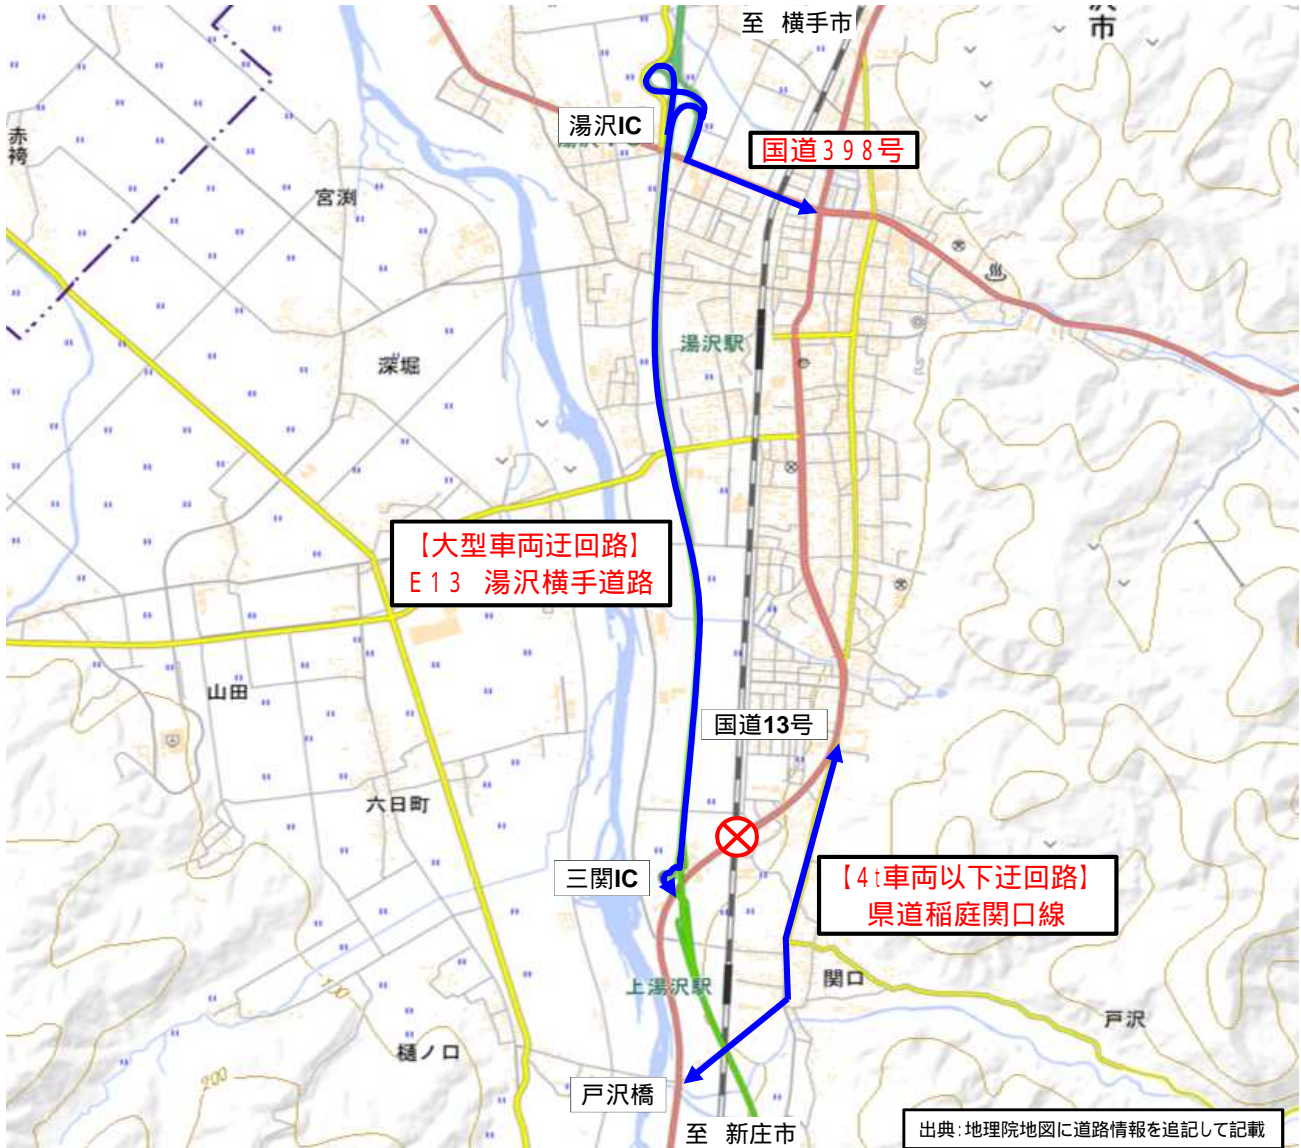 至 横手市
沢
市
湯沢IC
国道398号
赤袴
宮渕
湯沢駅
深堀
【大型車両迂回路】
E13 湯沢横手道路
山田
国道13号
六日町
三関IC
【4t車両以下迂回路】
県道稲庭関口線
100
上湯沢駅
関口
戸沢
樋ノ口
200
戸沢橋
至 新庄市
出典:地理院地図に道路情報を追記して記載